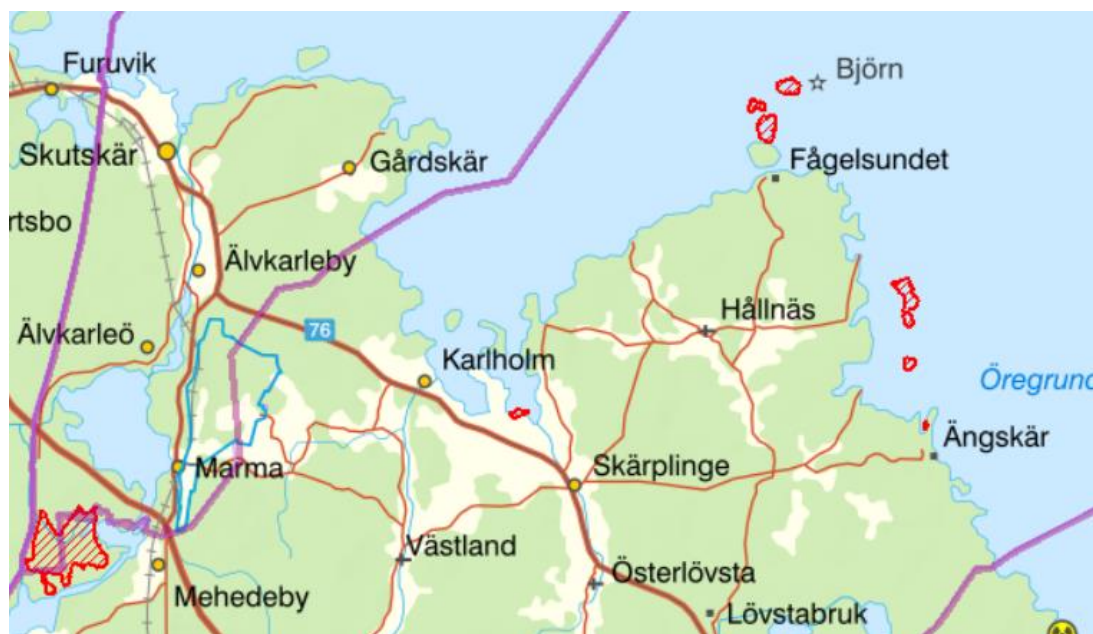 Furuvik
Björn
Skutskär
Gårdskär
Fågelsundet
rtsbo
Älvkarleby
Hållnäs
76
Älvkarleö
Karlholm
Öregrund
Ängskär
Marma
Skärplinge
Västland
Österlövsta
Mehedeby
Lövstabruk